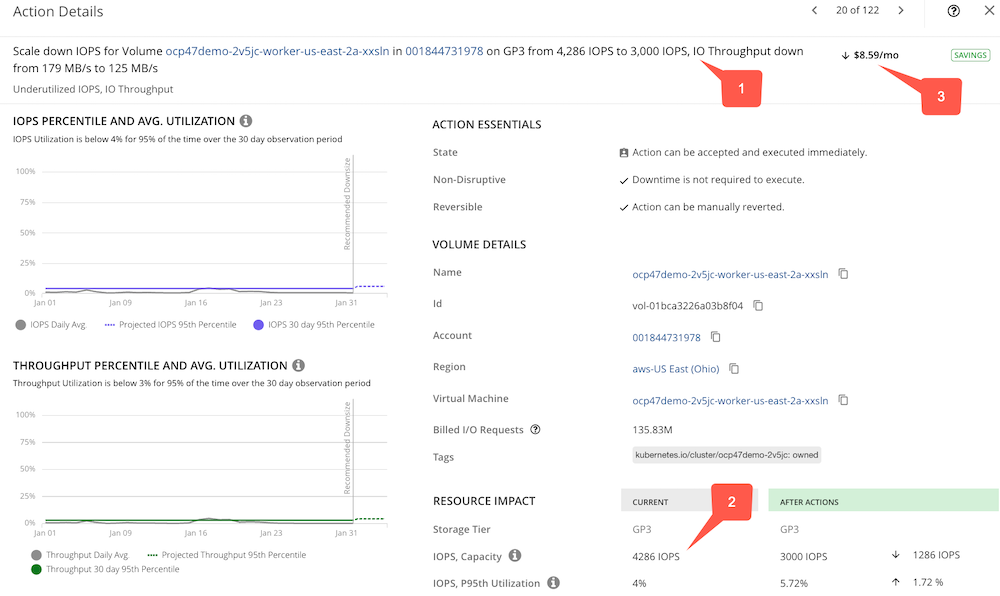 Action Details
20 of 122
Scale down IOPS for Volume ocp47demo-2v5jc-worker-us-east-2a-xxsln in 001844731978 on GP3 from 4,286 IOPS to 3,000 IOPS, IO Throughput down
from 179 MB/s to 125 MB/s
↓ $8.59/mo
SAVINGS
Underutilized IOPS, IO Throughput
1
3
IOPS PERCENTILE AND AVG. UTILIZATION
IOPS Utilization is below 4% for 95% of the time over the 30 day observation period
100%
75%
50%
25%
0%
Recommended Downsize
Jan 01
Jan 09
Jan 16
Jan 23
Jan 31
IOPS Daily Avg.
Projected IOPS 95th Percentile
IOPS 30 day 95th Percentile
THROUGHPUT PERCENTILE AND AVG. UTILIZATION
Throughput Utilization is below 3% for 95% of the time over the 30 day observation period
100%
75%
50%
25%
0%
Recommended Downsize
Jan 01
Jan 09
Jan 16
Jan 23
Jan 31
Throughput Daily Avg.
Projected Throughput 95th Percentile
Throughput 30 day 95th Percentile
ACTION ESSENTIALS
State Action can be accepted and executed immediately.
Non-Disruptive ✓ Downtime is not required to execute.
Reversible ✓ Action can be manually reverted.
VOLUME DETAILS
Name ocp47demo-2v5jc-worker-us-east-2a-xxsln
Id vol-01bca3226a03b8f04
Account 001844731978
Region aws-US East (Ohio)
Virtual Machine ocp47demo-2v5jc-worker-us-east-2a-xxsln
Billed I/O Requests 135.83M
Tags kubernetes.io/cluster/ocp47demo-2v5jc: owned
2
RESOURCE IMPACT CURRENT AFTER ACTIONS
Storage Tier GP3 GP3
IOPS, Capacity 4286 IOPS 3000 IOPS ↓ 1286 IOPS
IOPS, P95th Utilization 4% 5.72% ↑ 1.72 %